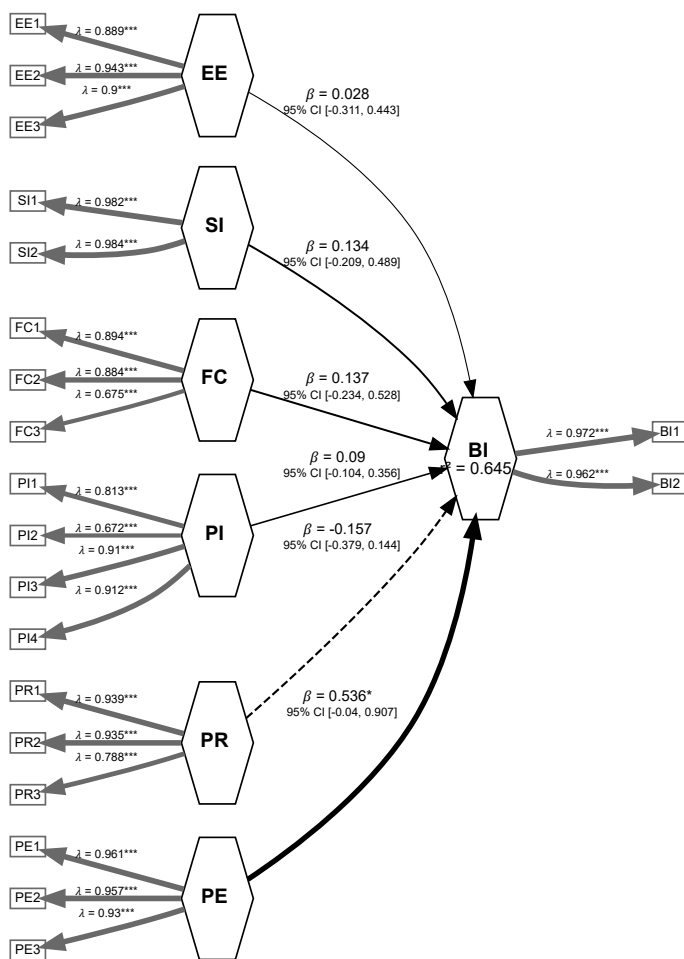 EE1
λ = 0.889***
EE2
λ = 0.943***
λ = 0.9***
EE3
EE
β = 0.028
95% CI [-0.311, 0.443]
SI1
λ = 0.982***
SI2
λ = 0.984***
SI
β = 0.134
95% CI [-0.209, 0.489]
FC1
λ = 0.894***
FC2
λ = 0.884***
λ = 0.675***
FC3
FC
β = 0.137
95% CI [-0.234, 0.528]
PI1
λ = 0.813***
PI2
λ = 0.672***
λ = 0.91***
PI3
λ = 0.912***
PI4
PI
β = 0.09
95% CI [-0.104, 0.356]
β = -0.157
95% CI [-0.379, 0.144]
BI
r² = 0.645
λ = 0.972***
BI1
λ = 0.962***
BI2
PR1
λ = 0.939***
PR2
λ = 0.935***
λ = 0.788***
PR3
PR
β = 0.536*
95% CI [-0.04, 0.907]
PE1
λ = 0.961***
PE2
λ = 0.957***
λ = 0.93***
PE3
PE